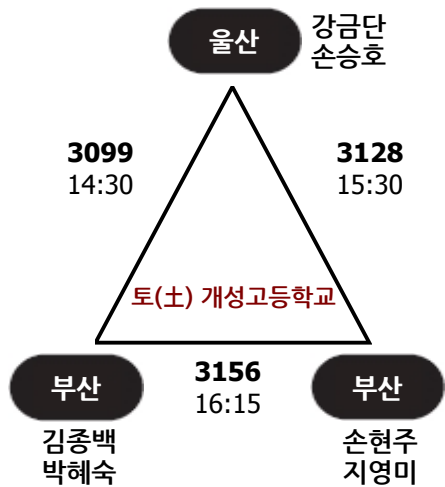 울산
강금단
손승호
3099
14:30
3128
15:30
토(土) 개성고등학교
부산
3156
16:15
부산
김종백
박혜숙
손현주
지영미